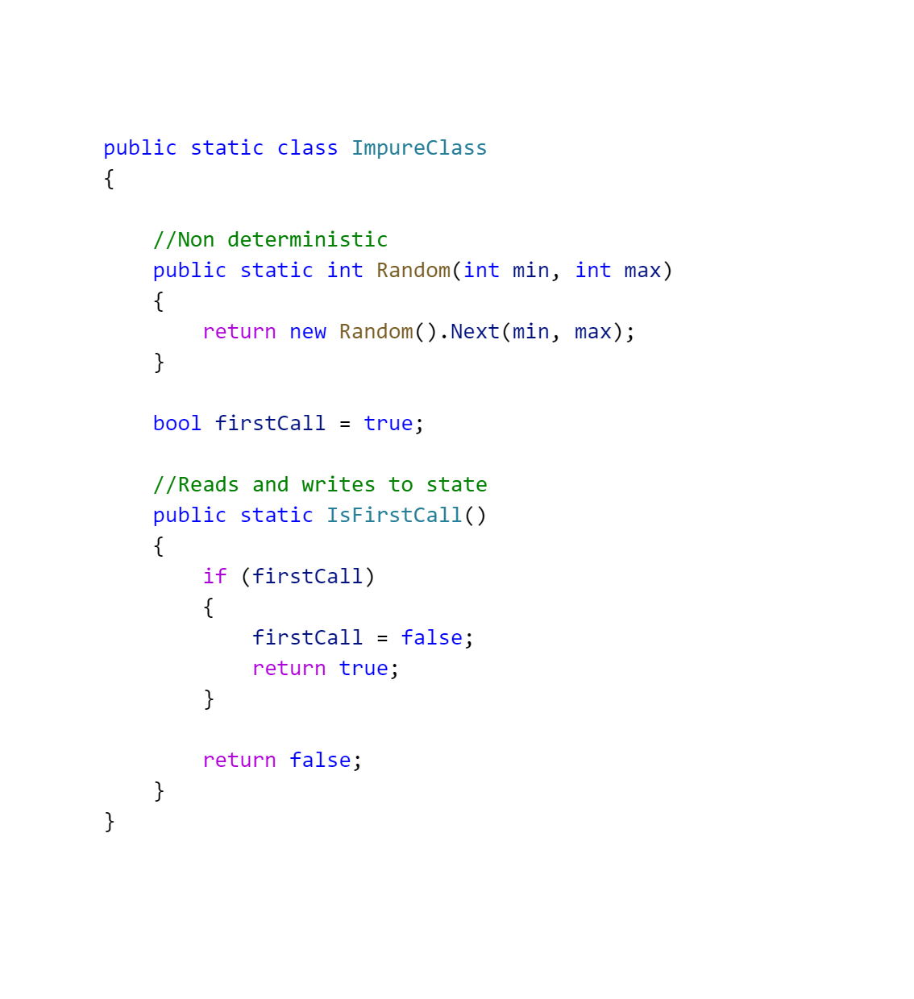 public static class ImpureClass
{
    //Non deterministic
    public static int Random(int min, int max)
    {
        return new Random().Next(min, max);
    }
    bool firstCall = true;
    //Reads and writes to state
    public static IsFirstCall()
    {
        if (firstCall)
        {
            firstCall = false;
            return true;
        }
        return false;
    }
}